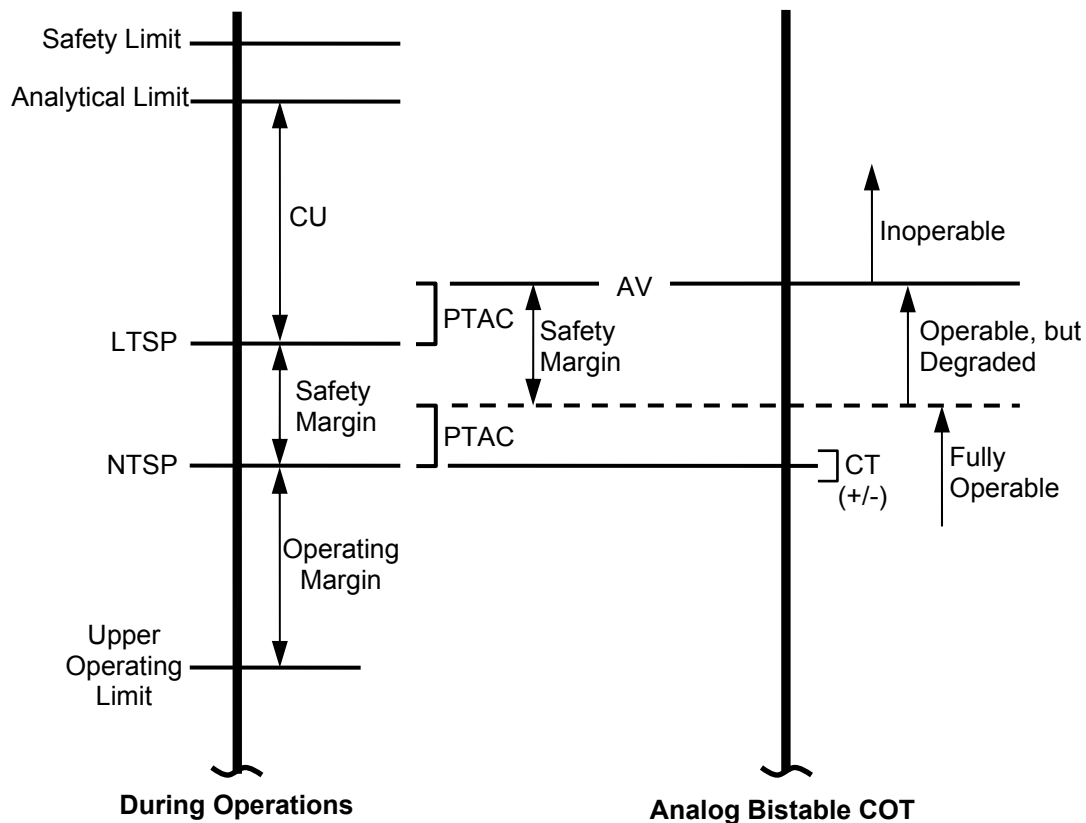 Safety Limit
Analytical Limit
CU
Inoperable
AV
PTAC
LTSP
Safety
Margin
Operable, but
Degraded
Safety
Margin
PTAC
NTSP
CT
(+/-)
Fully
Operable
Operating
Margin
Upper
Operating
Limit
During Operations
Analog Bistable COT